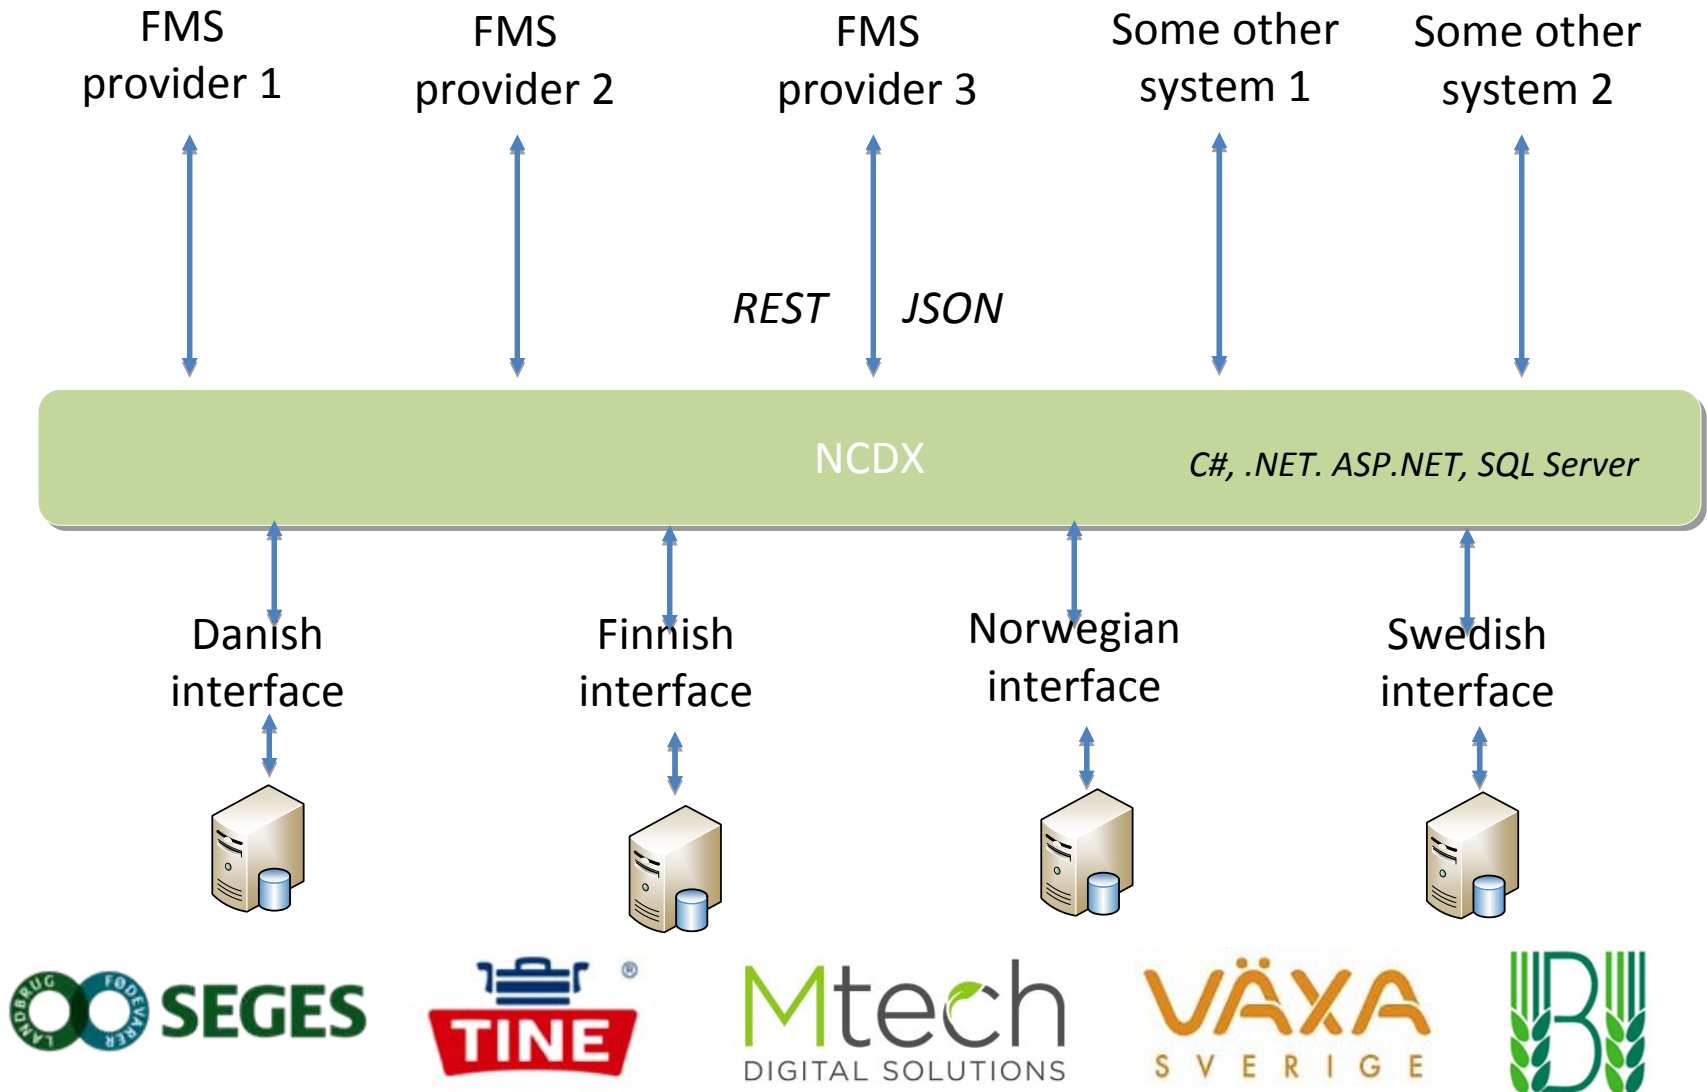 FMS
provider 1
FMS
provider 2
FMS
provider 3
Some other
system 1
Some other
system 2
REST
JSON
NCDX
C#, .NET. ASP.NET, SQL Server
Danish
interface
Finnish
interface
Norwegian
interface
Swedish
interface
LANDBRUG
FØDEVARER
SEGES
®
TINE
Mtech
DIGITAL SOLUTIONS
VÄXA
SVERIGE
B